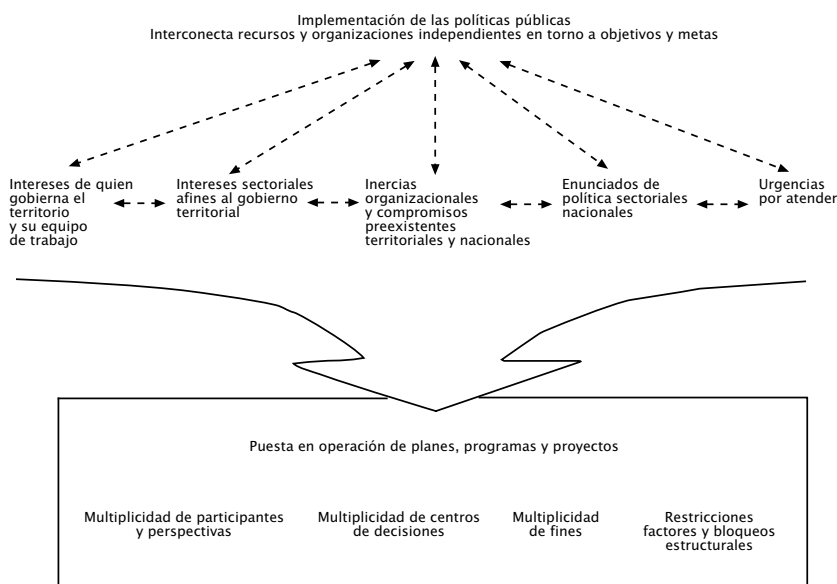 Implementación de las políticas públicas
Interconecta recursos y organizaciones independientes en torno a objetivos y metas
Intereses de quien
gobierna el
territorio
y su equipo
de trabajo
Intereses sectoriales
afines al gobierno
territorial
Inercias
organizacionales
y compromisos
preexistentes
territoriales y nacionales
Enunciados de
política sectoriales
nacionales
Urgencias
por atender
Puesta en operación de planes, programas y proyectos
Multiplicidad de participantes
y perspectivas
Multiplicidad de centros
de decisiones
Multiplicidad
de fines
Restricciones
factores y bloqueos
estructurales